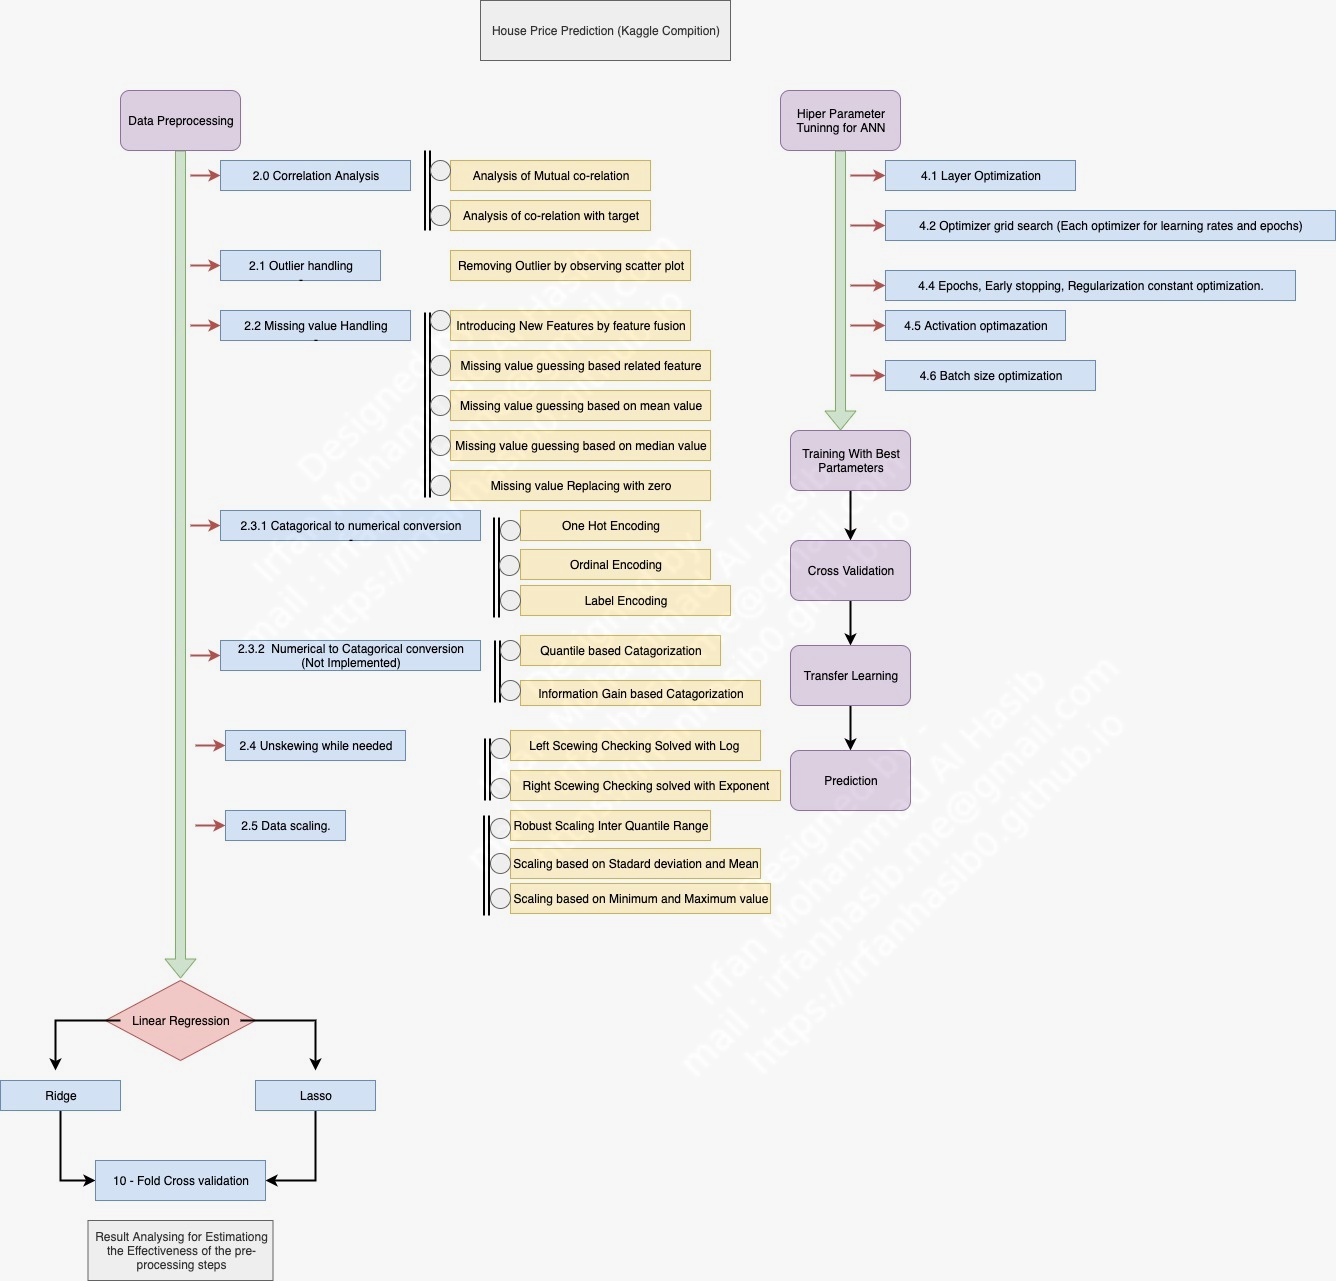 House Price Prediction (Kaggle Compition)
Data Preprocessing
2.0 Correlation Analysis
Analysis of Mutual co-relation
Analysis of co-relation with target
2.1 Outlier handling
Removing Outlier by observing scatter plot
2.2 Missing value Handling
Introducing New Features by feature fusion
Missing value guessing based related feature
Missing value guessing based on mean value
Missing value guessing based on median value
Missing value Replacing with zero
2.3.1 Catagorical to numerical conversion
One Hot Encoding
Ordinal Encoding
Label Encoding
2.3.2 Numerical to Catagorical conversion
(Not Implemented)
Quantile based Catagorization
Information Gain based Catagorization
2.4 Unskewing while needed
Left Scewing Checking Solved with Log
Right Scewing Checking solved with Exponent
2.5 Data scaling.
Robust Scaling Inter Quantile Range
Scaling based on Stadard deviation and Mean
Scaling based on Minimum and Maximum value
Linear Regression
Ridge
Lasso
10 - Fold Cross validation
Result Analysing for Estimationg
the Effectiveness of the pre-
processing steps
Hiper Parameter
Tuninng for ANN
4.1 Layer Optimization
4.2 Optimizer grid search (Each optimizer for learning rates and epochs)
4.4 Epochs, Early stopping, Regularization constant optimization.
4.5 Activation optimazation
4.6 Batch size optimization
Training With Best
Partameters
Cross Validation
Transfer Learning
Prediction
Designed by
Irfan Mohammad Al Hasib
mail : irfanhasib.me@gmail.com
https://irfanhasib0.github.io